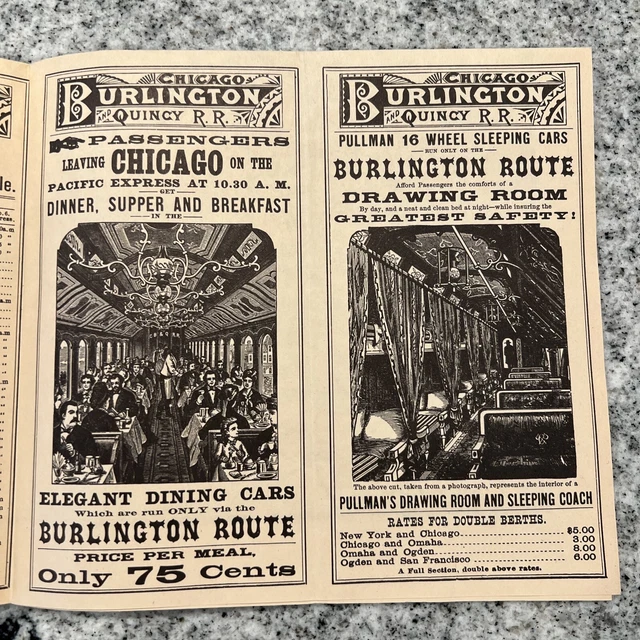 le.
CHICAGO
BURLINGTON
AND QUINCY R.R.
PASSENGERS
LEAVING CHICAGO ON THE
PACIFIC EXPRESS AT 10.30 A. M.
GET
DINNER, SUPPER AND BREAKFAST
IN THE
ELEGANT DINING CARS
Which are run ONLY via the
BURLINGTON ROUTE
PRICE PER MEAL,
Only 75 Cents
CHICAGO
BURLINGTON
AND QUINCY R.R.
PULLMAN 16 WHEEL SLEEPING CARS
RUN ONLY ON THE
BURLINGTON ROUTE
Afford Passengers the comforts of a
DRAWING ROOM
By day, and a neat and clean bed at night—while insuring the
GREATEST SAFETY!
The above cut, taken from a photograph, represents the interior of a
PULLMAN'S DRAWING ROOM AND SLEEPING COACH
RATES FOR DOUBLE BERTHS.
New York and Chicago $5.00
Chicago and Omaha 3.00
Omaha and Ogden 8.00
Ogden and San Francisco 6.00
A Full Section, double above rates.